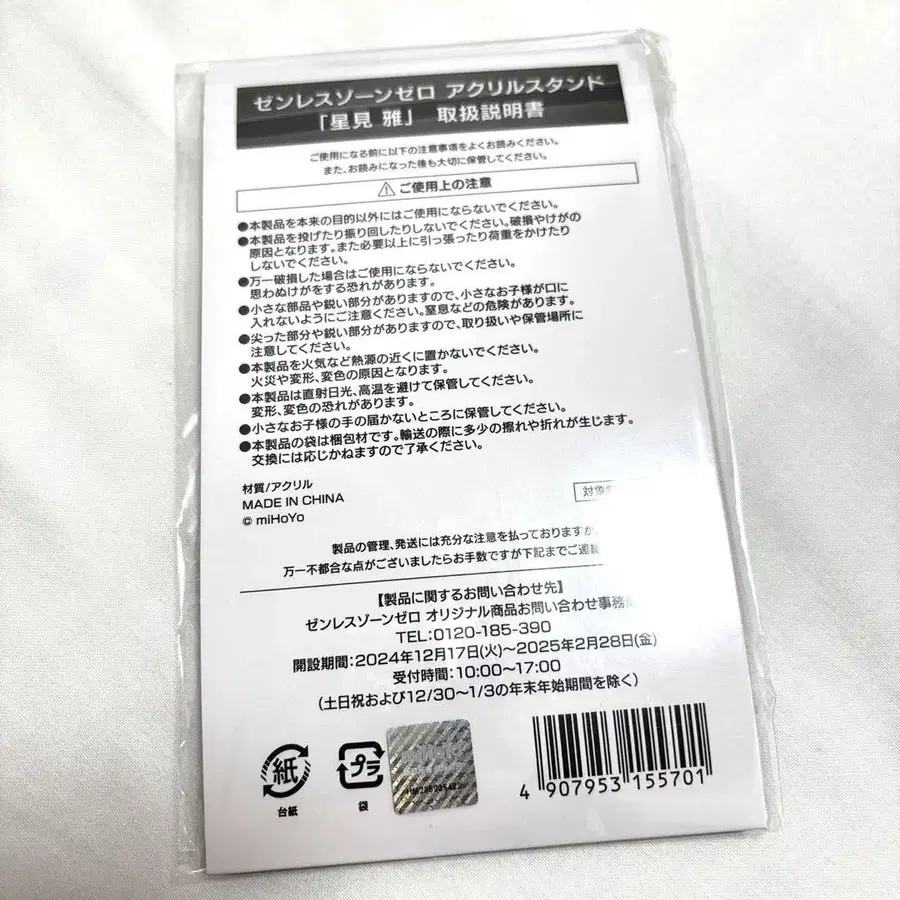 ゼンレスゾーンゼロ アクリルスタンド
「星見 雅」 取扱説明書
ご使用になる前に以下の注意事項をよくお読みください。
また、お読みになった後も大切に保管してください。
⚠ ご使用上の注意
●本製品を本来の目的以外にはご使用にならないでください。
●本製品を投げたり振り回したりしないでください。破損やけがの
原因となります。また必要以上に引っ張ったり荷重をかけたり
しないでください。
●万一破損した場合はご使用にならないでください。
思わぬけがをする恐れがあります。
●小さな部品や鋭い部分がありますので、小さなお子様が口に
入れないようにご注意ください。窒息などの危険があります。
●尖った部分や鋭い部分がありますので、取り扱いや保管場所に
注意してください。
●本製品を火気など熱源の近くに置かないでください。
火災や変形、変色の原因となります。
●本製品は直射日光、高温を避けて保管してください。
変形、変色の恐れがあります。
●小さなお子様の手の届かないところに保管してください。
●本製品の袋は梱包材です。輸送の際に多少の擦れや折れが生じます。
交換には応じかねますので了承ください。
材質/アクリル
MADE IN CHINA
© miHoYo
対象
製品の管理、発送には充分な注意を払っておりますが、
万一不都合な点がございましたらお手数ですが下記までご連絡
【製品に関するお問い合わせ先】
ゼンレスゾーンゼロ オリジナル商品お問い合わせ事務局
TEL:0120-185-390
開設期間:2024年12月17日(火)~2025年2月28日(金)
受付時間:10:00~17:00
(土日祝および12/30~1/3の年末年始期間を除く)
紙
台紙
プラ
袋
miHoYo
4 907953 155701